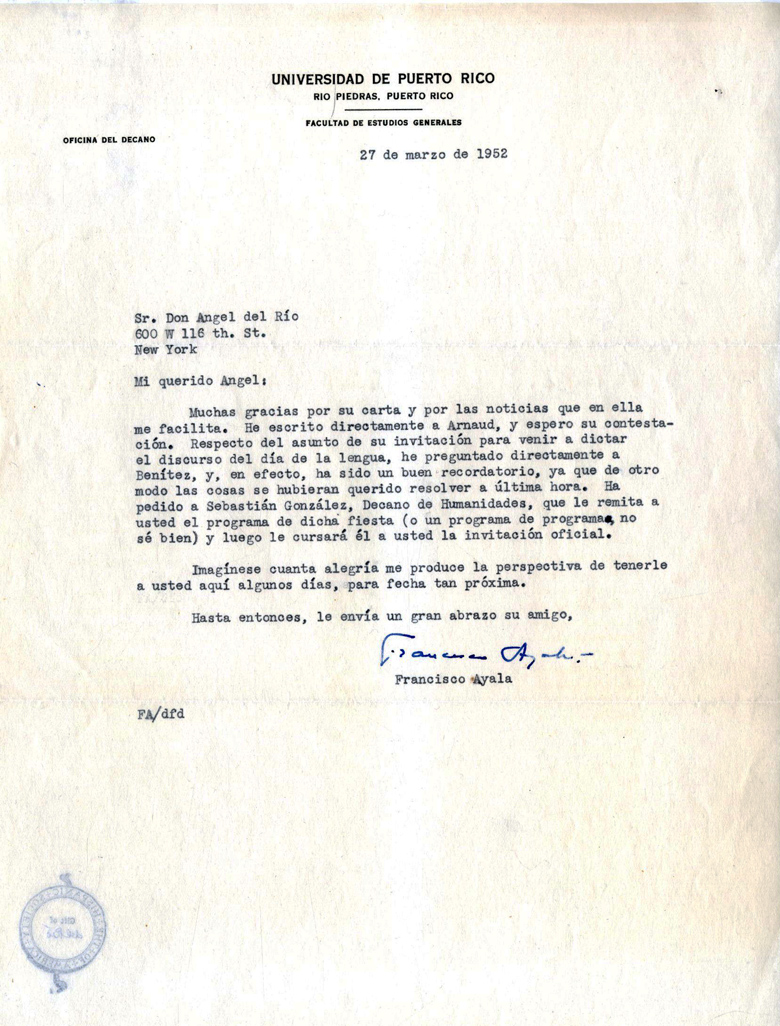 UNIVERSIDAD DE PUERTO RICO
RIO PIEDRAS, PUERTO RICO
FACULTAD DE ESTUDIOS GENERALES
OFICINA DEL DECANO
27 de marzo de 1952
Sr. Don Angel del Río
600 W 116 th. St.
New York
Mi querido Angel:
Muchas gracias por su carta y por las noticias que en ella
me facilita. He escrito directamente a Arnaud, y espero su contesta-
ción. Respecto del asunto de su invitación para venir a dictar
el discurso del día de la lengua, he preguntado directamente a
Benítez, y, en efecto, ha sido un buen recordatorio, ya que de otro
modo las cosas se hubieran querido resolver a última hora. Ha
pedido a Sebastián González, Decano de Humanidades, que le remita a
usted el programa de dicha fiesta (o un programa de programas, no
sé bien) y luego le cursará él a usted la invitación oficial.
Imagínese cuanta alegría me produce la perspectiva de tenerle
a usted aquí algunos días, para fecha tan próxima.
Hasta entonces, le envía un gran abrazo su amigo,
Francisco Ayala.-
Francisco Ayala
FA/dfd